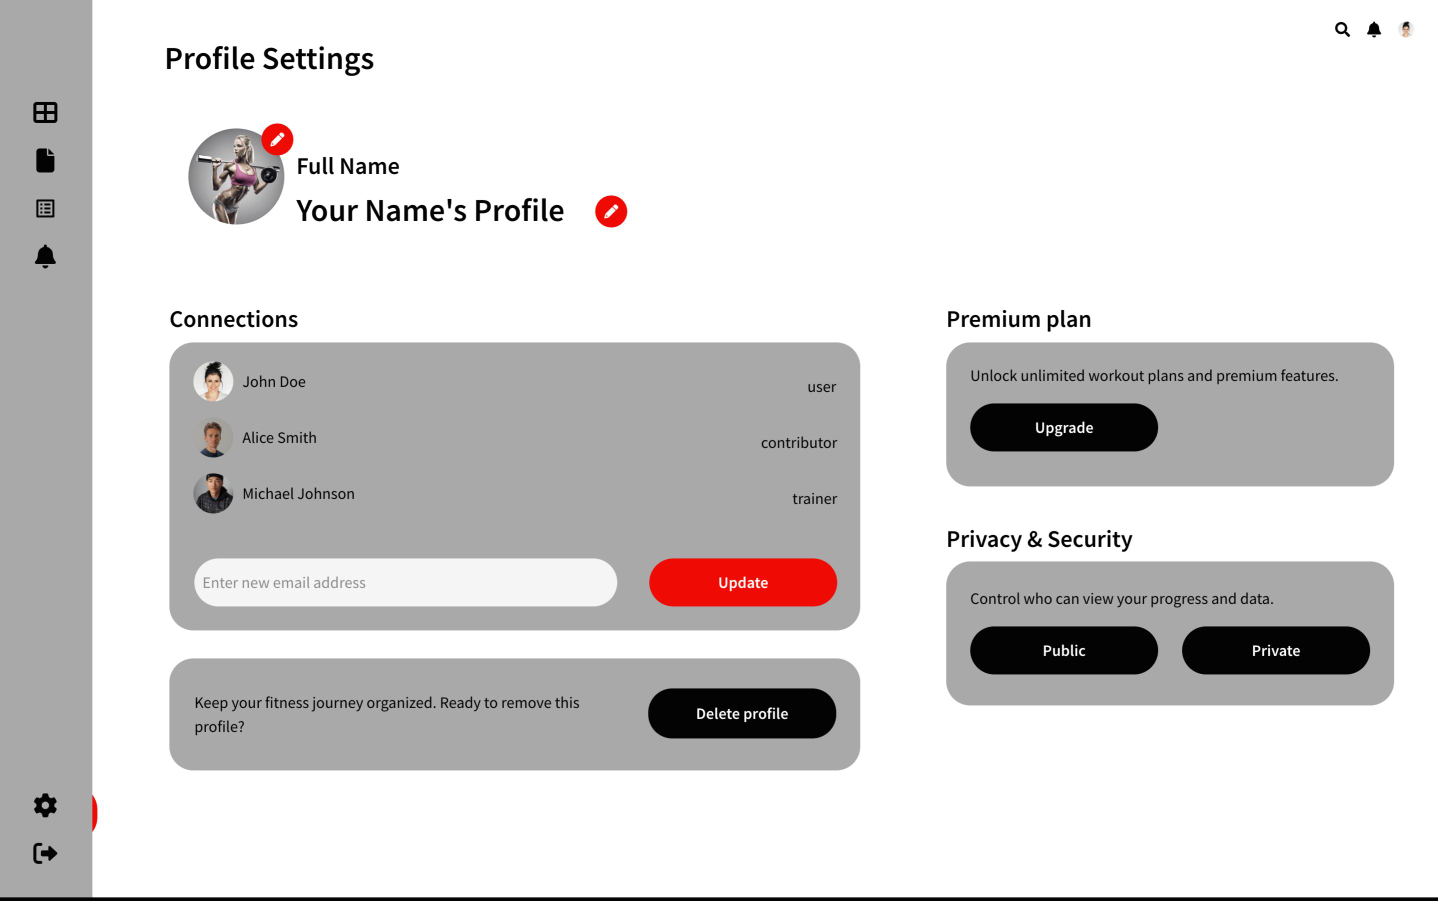 Profile Settings
Full Name
Your Name's Profile
Connections
John Doe
user
Alice Smith
contributor
Michael Johnson
trainer
Enter new email address
Update
Keep your fitness journey organized. Ready to remove this
profile?
Delete profile
Premium plan
Unlock unlimited workout plans and premium features.
Upgrade
Privacy & Security
Control who can view your progress and data.
Public
Private